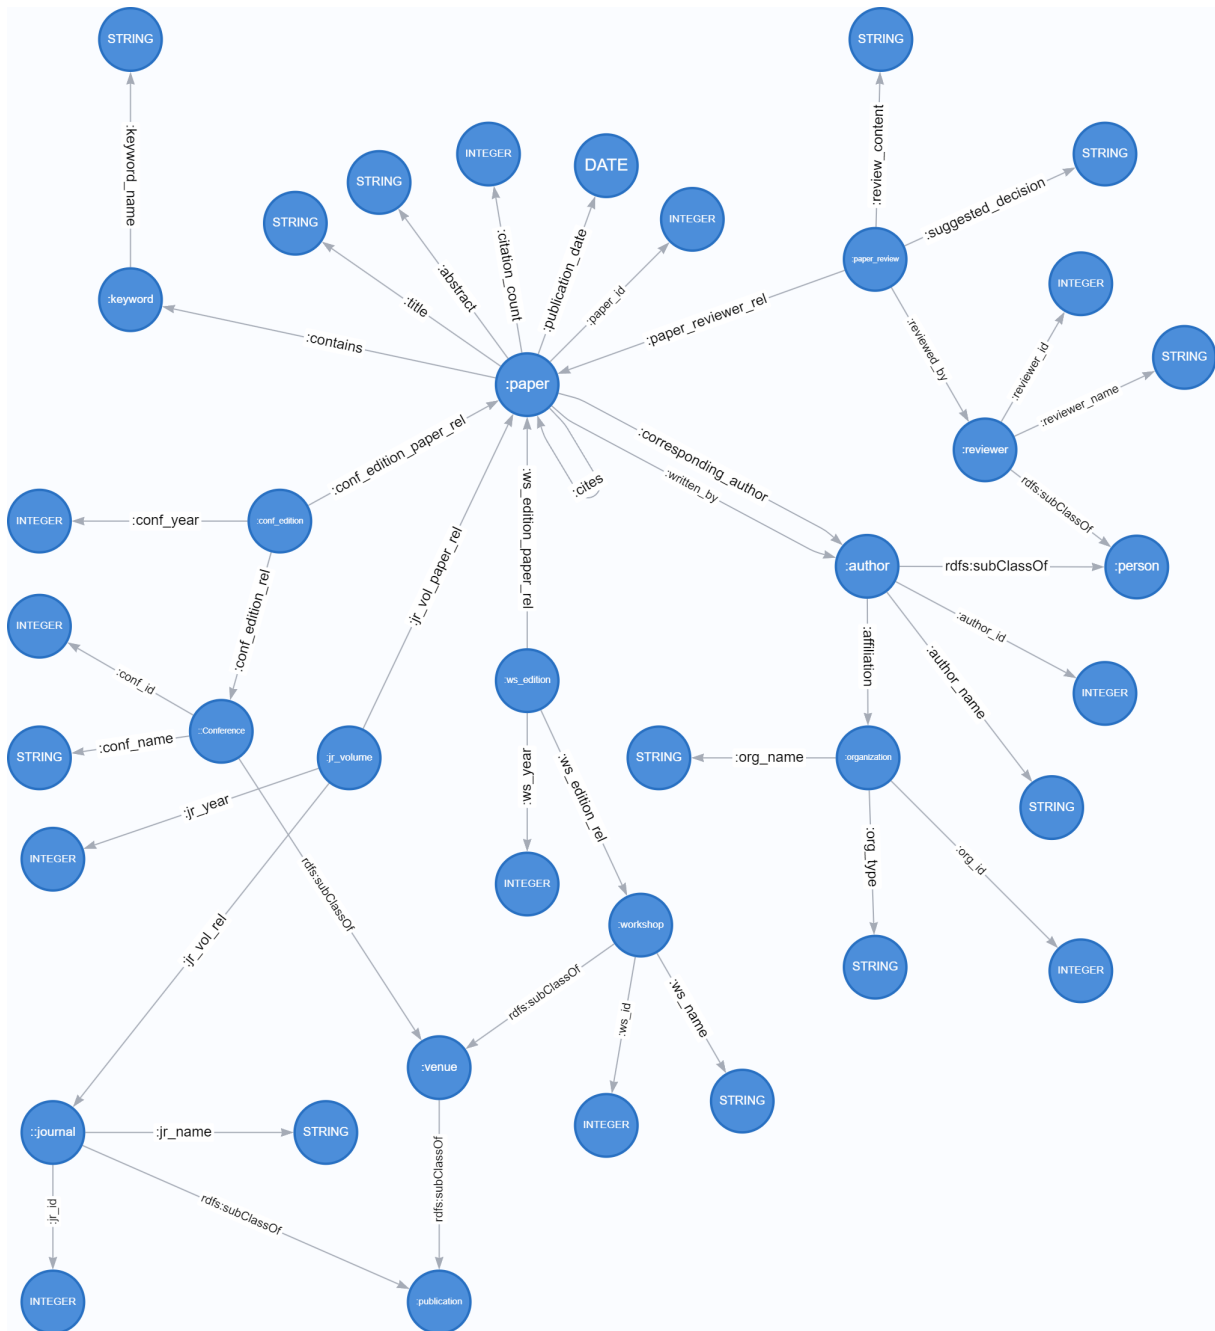 STRING
STRING
:keyword_name
:review_content
INTEGER
DATE
STRING
STRING
:suggested_decision
STRING
INTEGER
:citation_count
:publication_date
:abstract
:title
:paper_id
:paper_review
INTEGER
:keyword
:contains
:paper_reviewer_rel
:reviewed_by
:reviewer_id
STRING
:paper
:reviewer_name
:conf_edition_paper_rel
:corresponding_author
:written_by
:cites
:reviewer
rdfs:subClassOf
INTEGER
:conf_year
:conf_edition
:ws_edition_paper_rel
:jr_vol_paper_rel
:author
rdfs:subClassOf
:person
:conf_edition_rel
INTEGER
:conf_id
:affiliation
:author_id
:author_name
INTEGER
:ws_edition
::Conference
STRING
:conf_name
:jr_volume
:ws_year
:ws_edition_rel
STRING
:org_name
:organization
STRING
:jr_year
INTEGER
:org_type
:org_id
rdfs:subClassOf
INTEGER
:jr_vol_rel
:workshop
STRING
INTEGER
rdfs:subClassOf
:ws_id
:ws_name
:venue
STRING
INTEGER
::journal
:jr_name
STRING
:jr_id
rdfs:subClassOf
rdfs:subClassOf
INTEGER
:publication